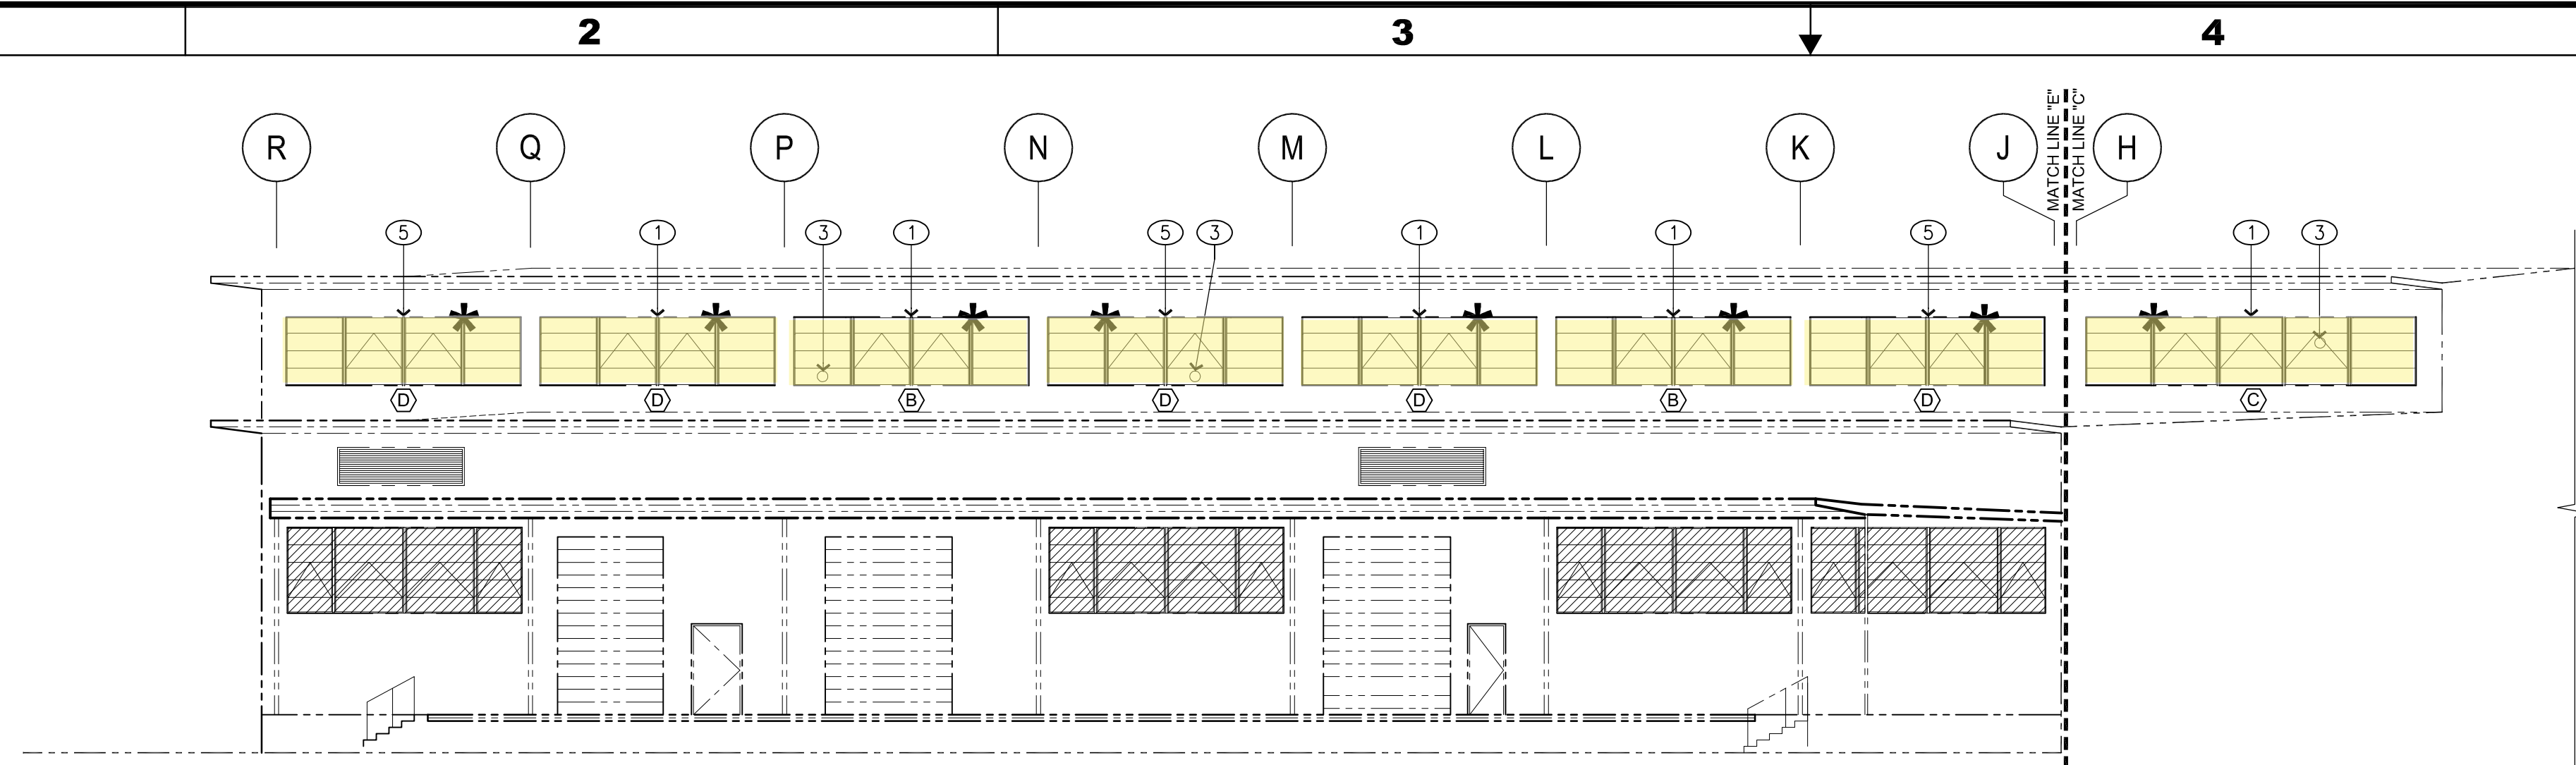 2 3 4
MATCH LINE "E"
MATCH LINE "C"
R Q P N M L K J H
5 1 3 1 5 3 1 1 5 1 3
* * * * * * * *
D D B D D B D C